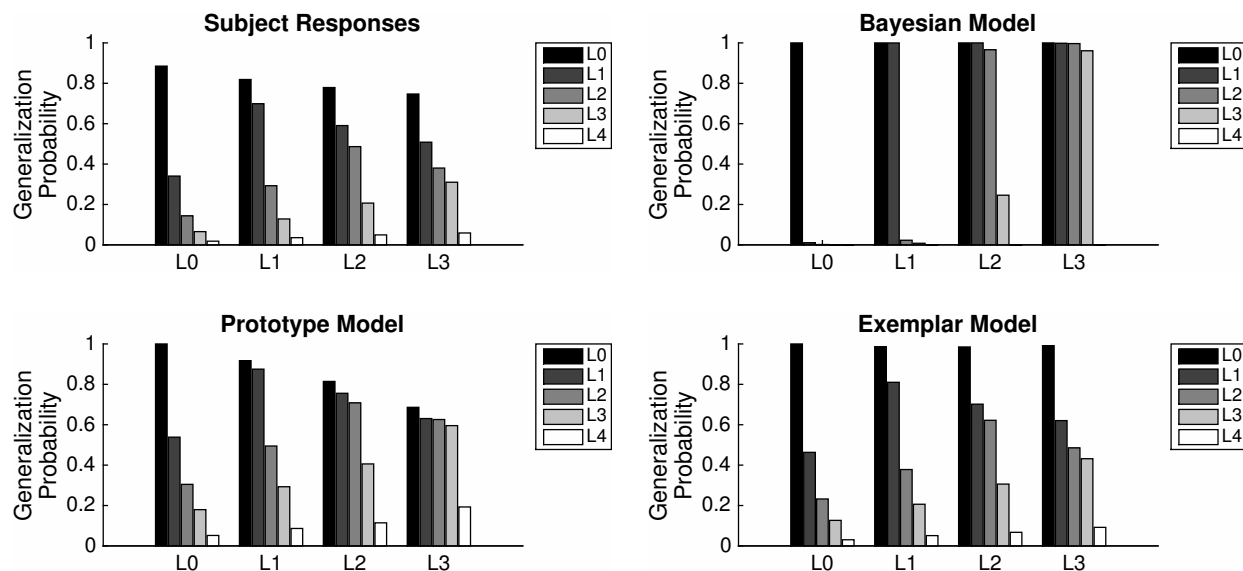 Subject Responses
Generalization
Probability
1
0.8
0.6
0.4
0.2
0
L0
L1
L2
L3
L0
L1
L2
L3
L4
Bayesian Model
Generalization
Probability
1
0.8
0.6
0.4
0.2
0
L0
L1
L2
L3
L0
L1
L2
L3
L4
Prototype Model
Generalization
Probability
1
0.8
0.6
0.4
0.2
0
L0
L1
L2
L3
L0
L1
L2
L3
L4
Exemplar Model
Generalization
Probability
1
0.8
0.6
0.4
0.2
0
L0
L1
L2
L3
L0
L1
L2
L3
L4